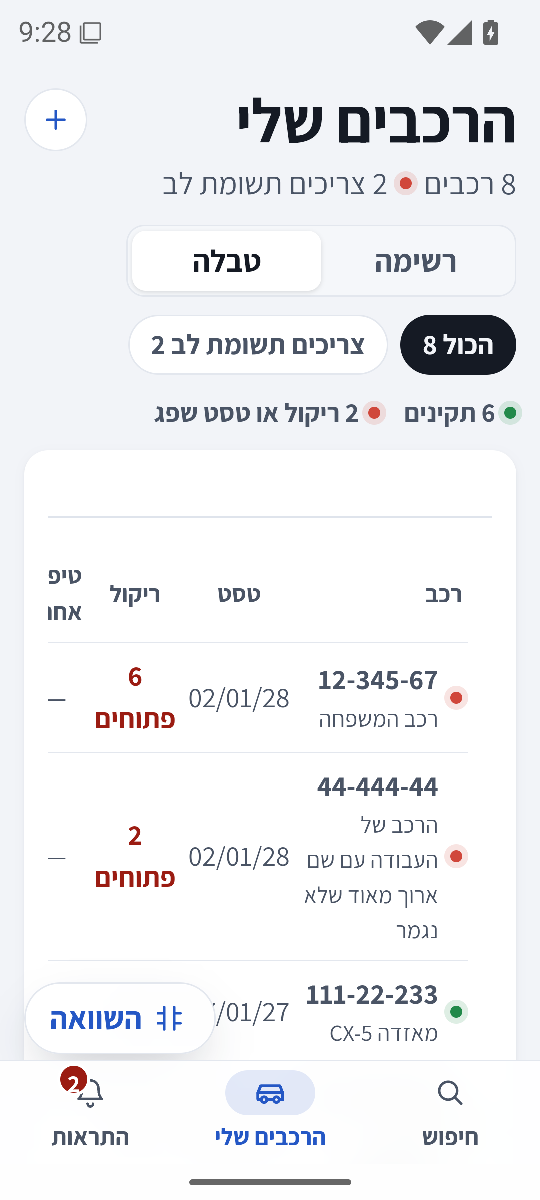 9:28
הרכבים שלי
8 רכבים 2 צריכים תשומת לב
רשימה טבלה
הכול 8 צריכים תשומת לב 2
6 תקינים 2 ריקול או טסט שפג
רכב טסט ריקול
12-345-67
רכב המשפחה
02/01/28
6
פתוחים
—
44-444-44
הרכב של
העבודה עם שם
ארוך מאוד שלא
נגמר
02/01/28
2
פתוחים
—
111-22-233
מאזדה CX-5
/01/27
השוואה
חיפוש הרכבים שלי התראות
2